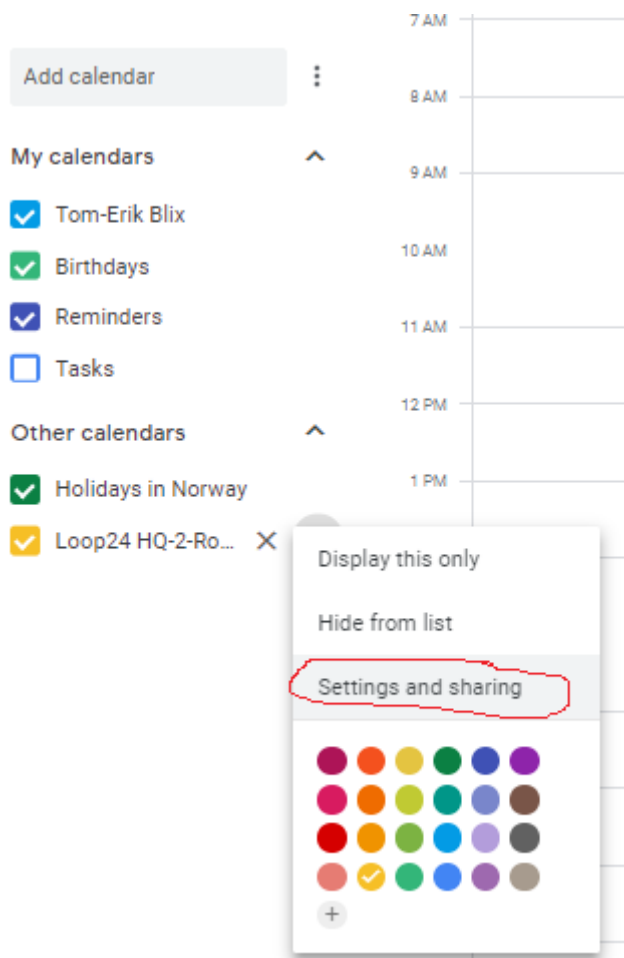 7 AM
Add calendar
8 AM
My calendars
9 AM
Tom-Erik Blix
10 AM
Birthdays
Reminders
11 AM
Tasks
12 PM
Other calendars
Holidays in Norway
1 PM
Loop24 HQ-2-Ro...
Display this only
Hide from list
Settings and sharing